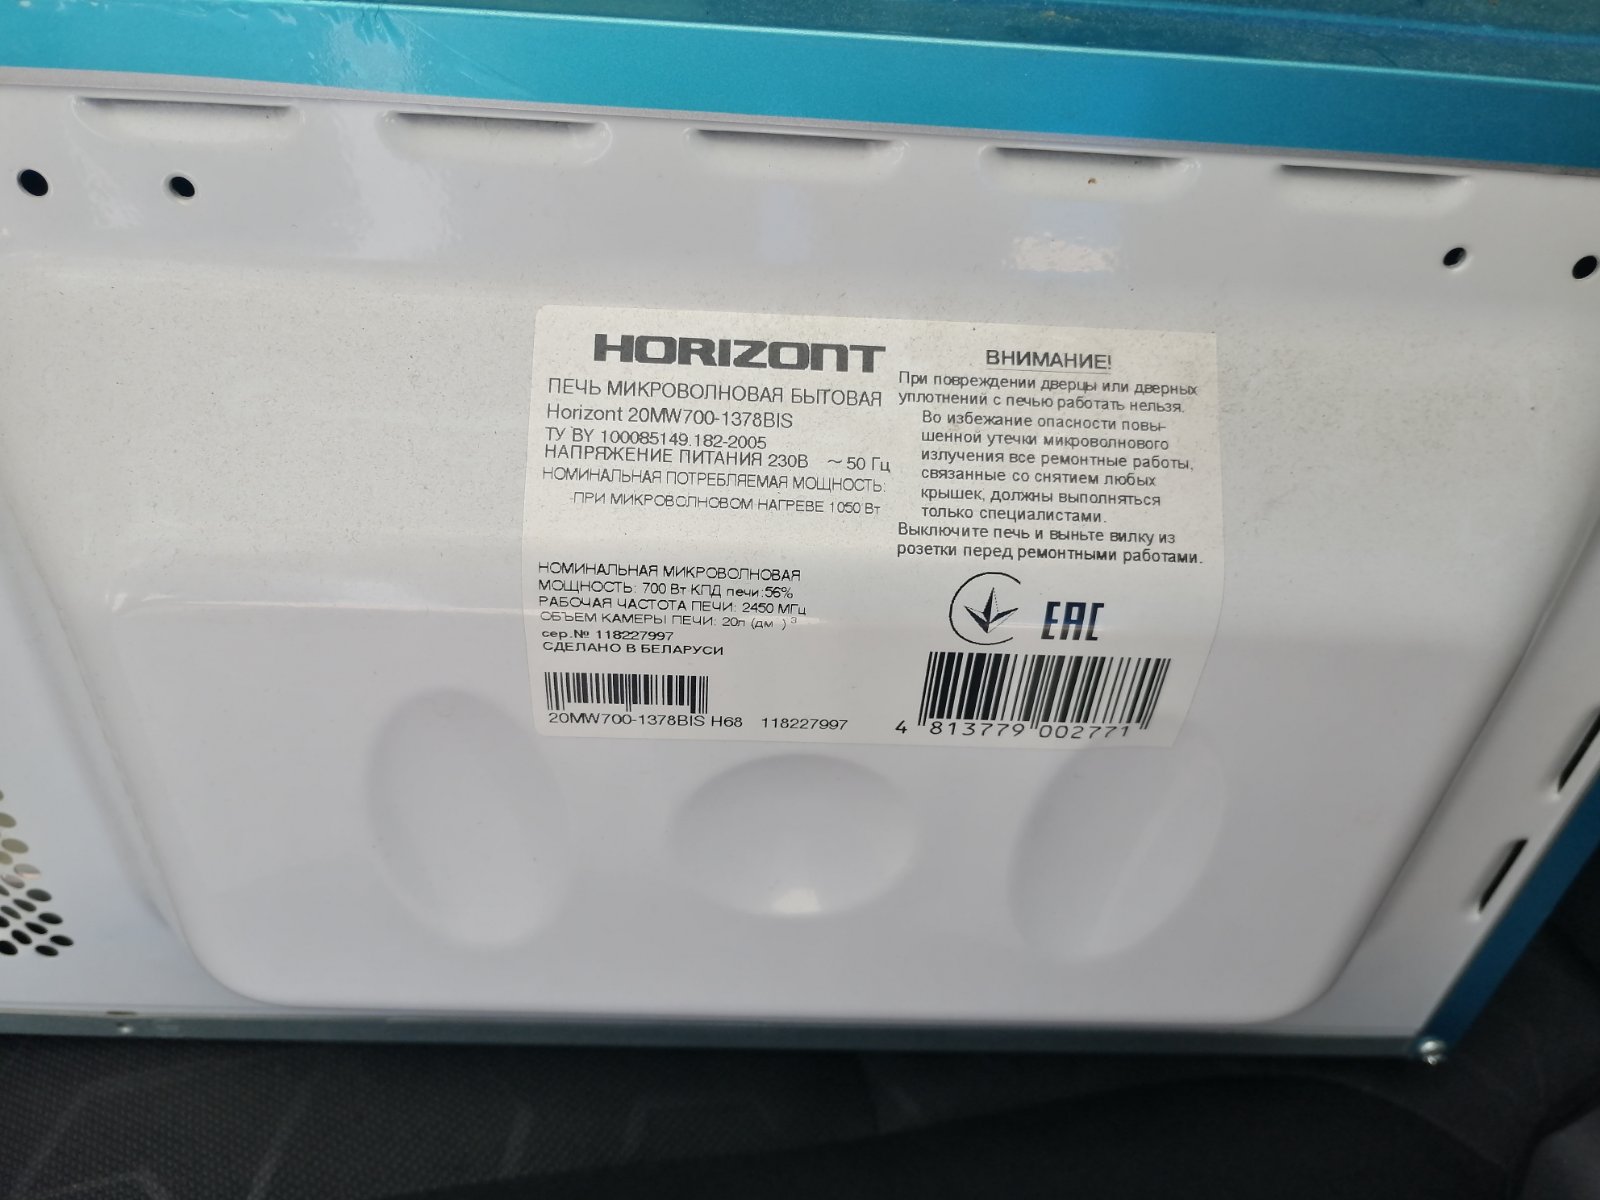 HORIZONT
ПЕЧЬ МИКРОВОЛНОВАЯ БЫТОВАЯ
Horizont 20MW700-1378BIS
ТУ BY 100085149.182-2005
НАПРЯЖЕНИЕ ПИТАНИЯ 230В ~ 50 Гц
НОМИНАЛЬНАЯ ПОТРЕБЛЯЕМАЯ МОЩНОСТЬ:
-ПРИ МИКРОВОЛНОВОМ НАГРЕВЕ 1050 Вт
НОМИНАЛЬНАЯ МИКРОВОЛНОВАЯ
МОЩНОСТЬ: 700 Вт КПД печи:56%
РАБОЧАЯ ЧАСТОТА ПЕЧИ: 2450 МГц
ОБЪЕМ КАМЕРЫ ПЕЧИ: 20л (дм )³
сер.№ 118227997
СДЕЛАНО В БЕЛАРУСИ
20MW700-1378BIS H68 118227997
ВНИМАНИЕ!
При повреждении дверцы или дверных
уплотнений с печью работать нельзя.
Во избежание опасности повы-
шенной утечки микроволнового
излучения все ремонтные работы,
связанные со снятием любых
крышек, должны выполняться
только специалистами.
Выключите печь и выньте вилку из
розетки перед ремонтными работами.
EAC
4 813779 002771